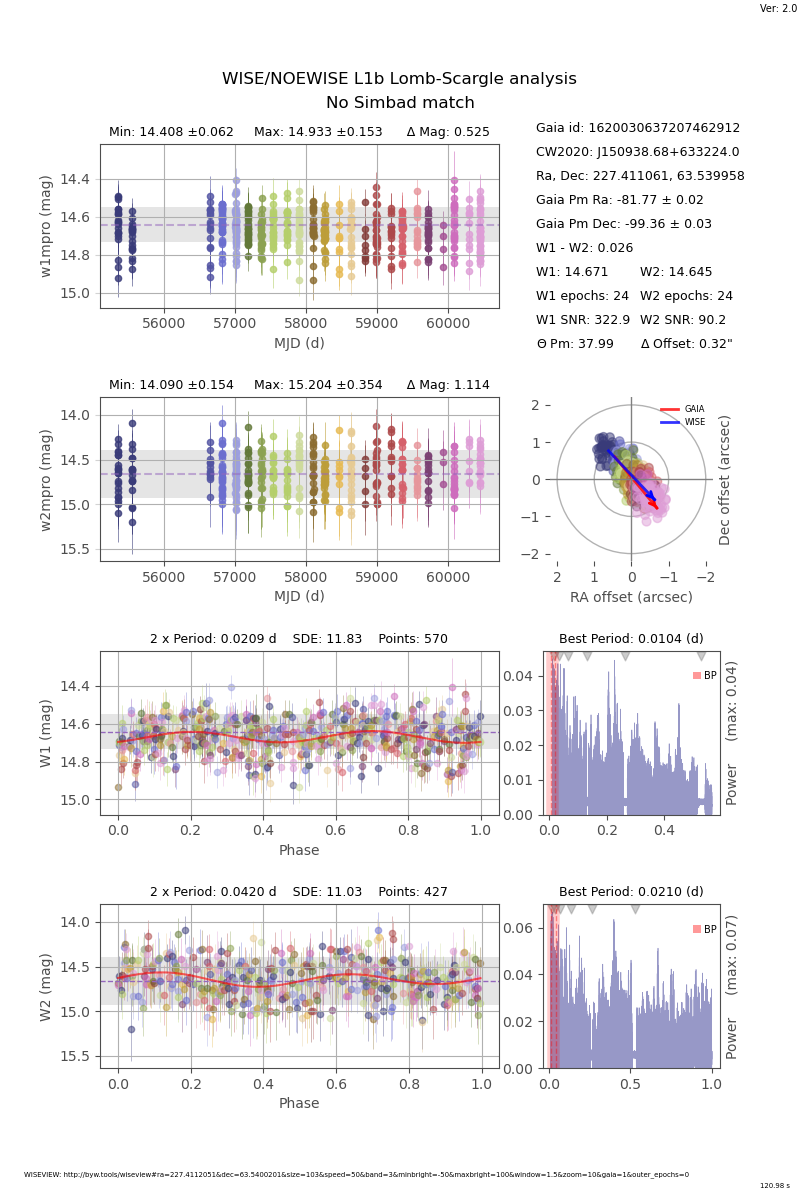 Ver: 2.0
WISE/NOEWISE L1b Lomb-Scargle analysis
No Simbad match
Min: 14.408 ±0.062 Max: 14.933 ±0.153 Δ Mag: 0.525
14.4
14.6
14.8
15.0
w1mpro (mag)
56000 57000 58000 59000 60000
MJD (d)
Gaia id: 1620030637207462912
CW2020: J150938.68+633224.0
Ra, Dec: 227.411061, 63.539958
Gaia Pm Ra: -81.77 ± 0.02
Gaia Pm Dec: -99.36 ± 0.03
W1 - W2: 0.026
W1: 14.671 W2: 14.645
W1 epochs: 24 W2 epochs: 24
W1 SNR: 322.9 W2 SNR: 90.2
Θ Pm: 37.99 Δ Offset: 0.32"
Min: 14.090 ±0.154 Max: 15.204 ±0.354 Δ Mag: 1.114
14.0
14.5
15.0
15.5
w2mpro (mag)
56000 57000 58000 59000 60000
MJD (d)
GAIA
WISE
2
1
0
−1
−2
2 1 0 −1 −2
RA offset (arcsec)
Dec offset (arcsec)
2 x Period: 0.0209 d SDE: 11.83 Points: 570
14.4
14.6
14.8
15.0
W1 (mag)
0.0 0.2 0.4 0.6 0.8 1.0
Phase
Best Period: 0.0104 (d)
BP
0.04
0.03
0.02
0.01
0.00
0.0 0.2 0.4
Power (max: 0.04)
2 x Period: 0.0420 d SDE: 11.03 Points: 427
14.0
14.5
15.0
15.5
W2 (mag)
0.0 0.2 0.4 0.6 0.8 1.0
Phase
Best Period: 0.0210 (d)
BP
0.06
0.04
0.02
0.00
0.0 0.5 1.0
Power (max: 0.07)
WISEVIEW: http://byw.tools/wiseview#ra=227.4112051&dec=63.5400201&size=103&speed=50&band=3&minbright=-50&maxbright=100&window=1.5&zoom=10&gaia=1&outer_epochs=0
120.98 s